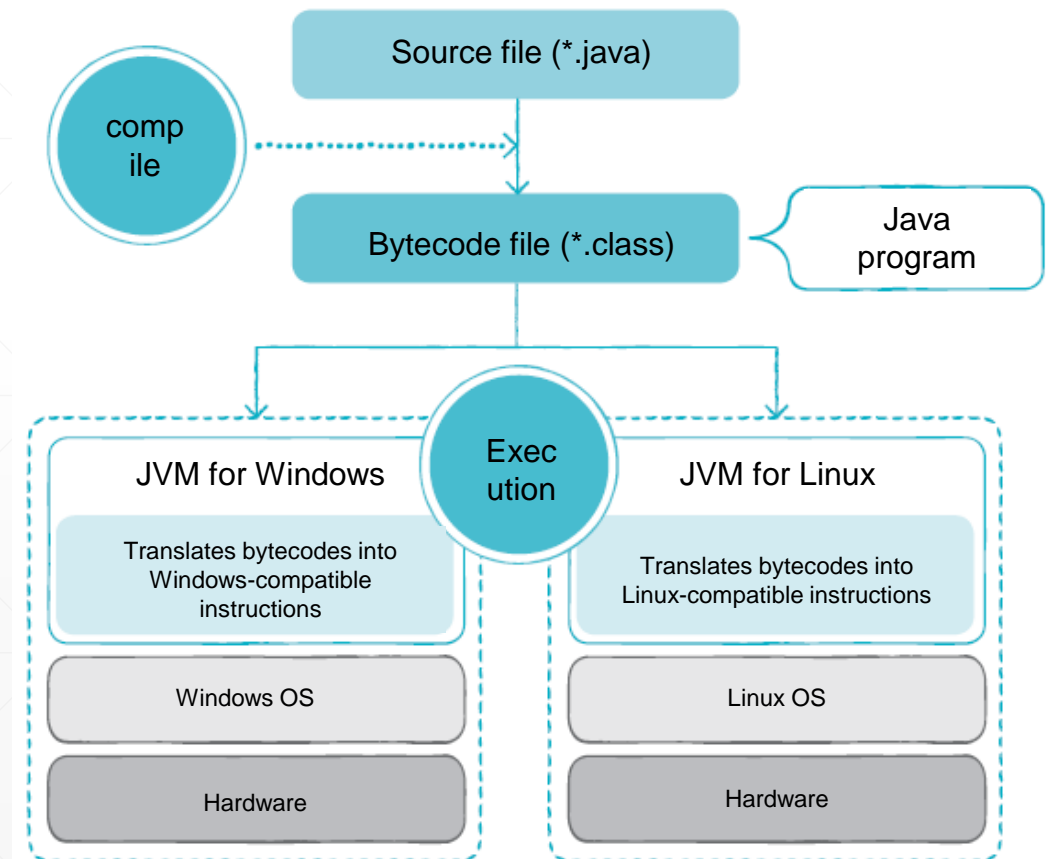 Source file (*.java)
comp
ile
Bytecode file (*.class)
Java
program
Exec
ution
JVM for Windows
Translates bytecodes into
Windows-compatible
instructions
Windows OS
Hardware
JVM for Linux
Translates bytecodes into
Linux-compatible instructions
Linux OS
Hardware